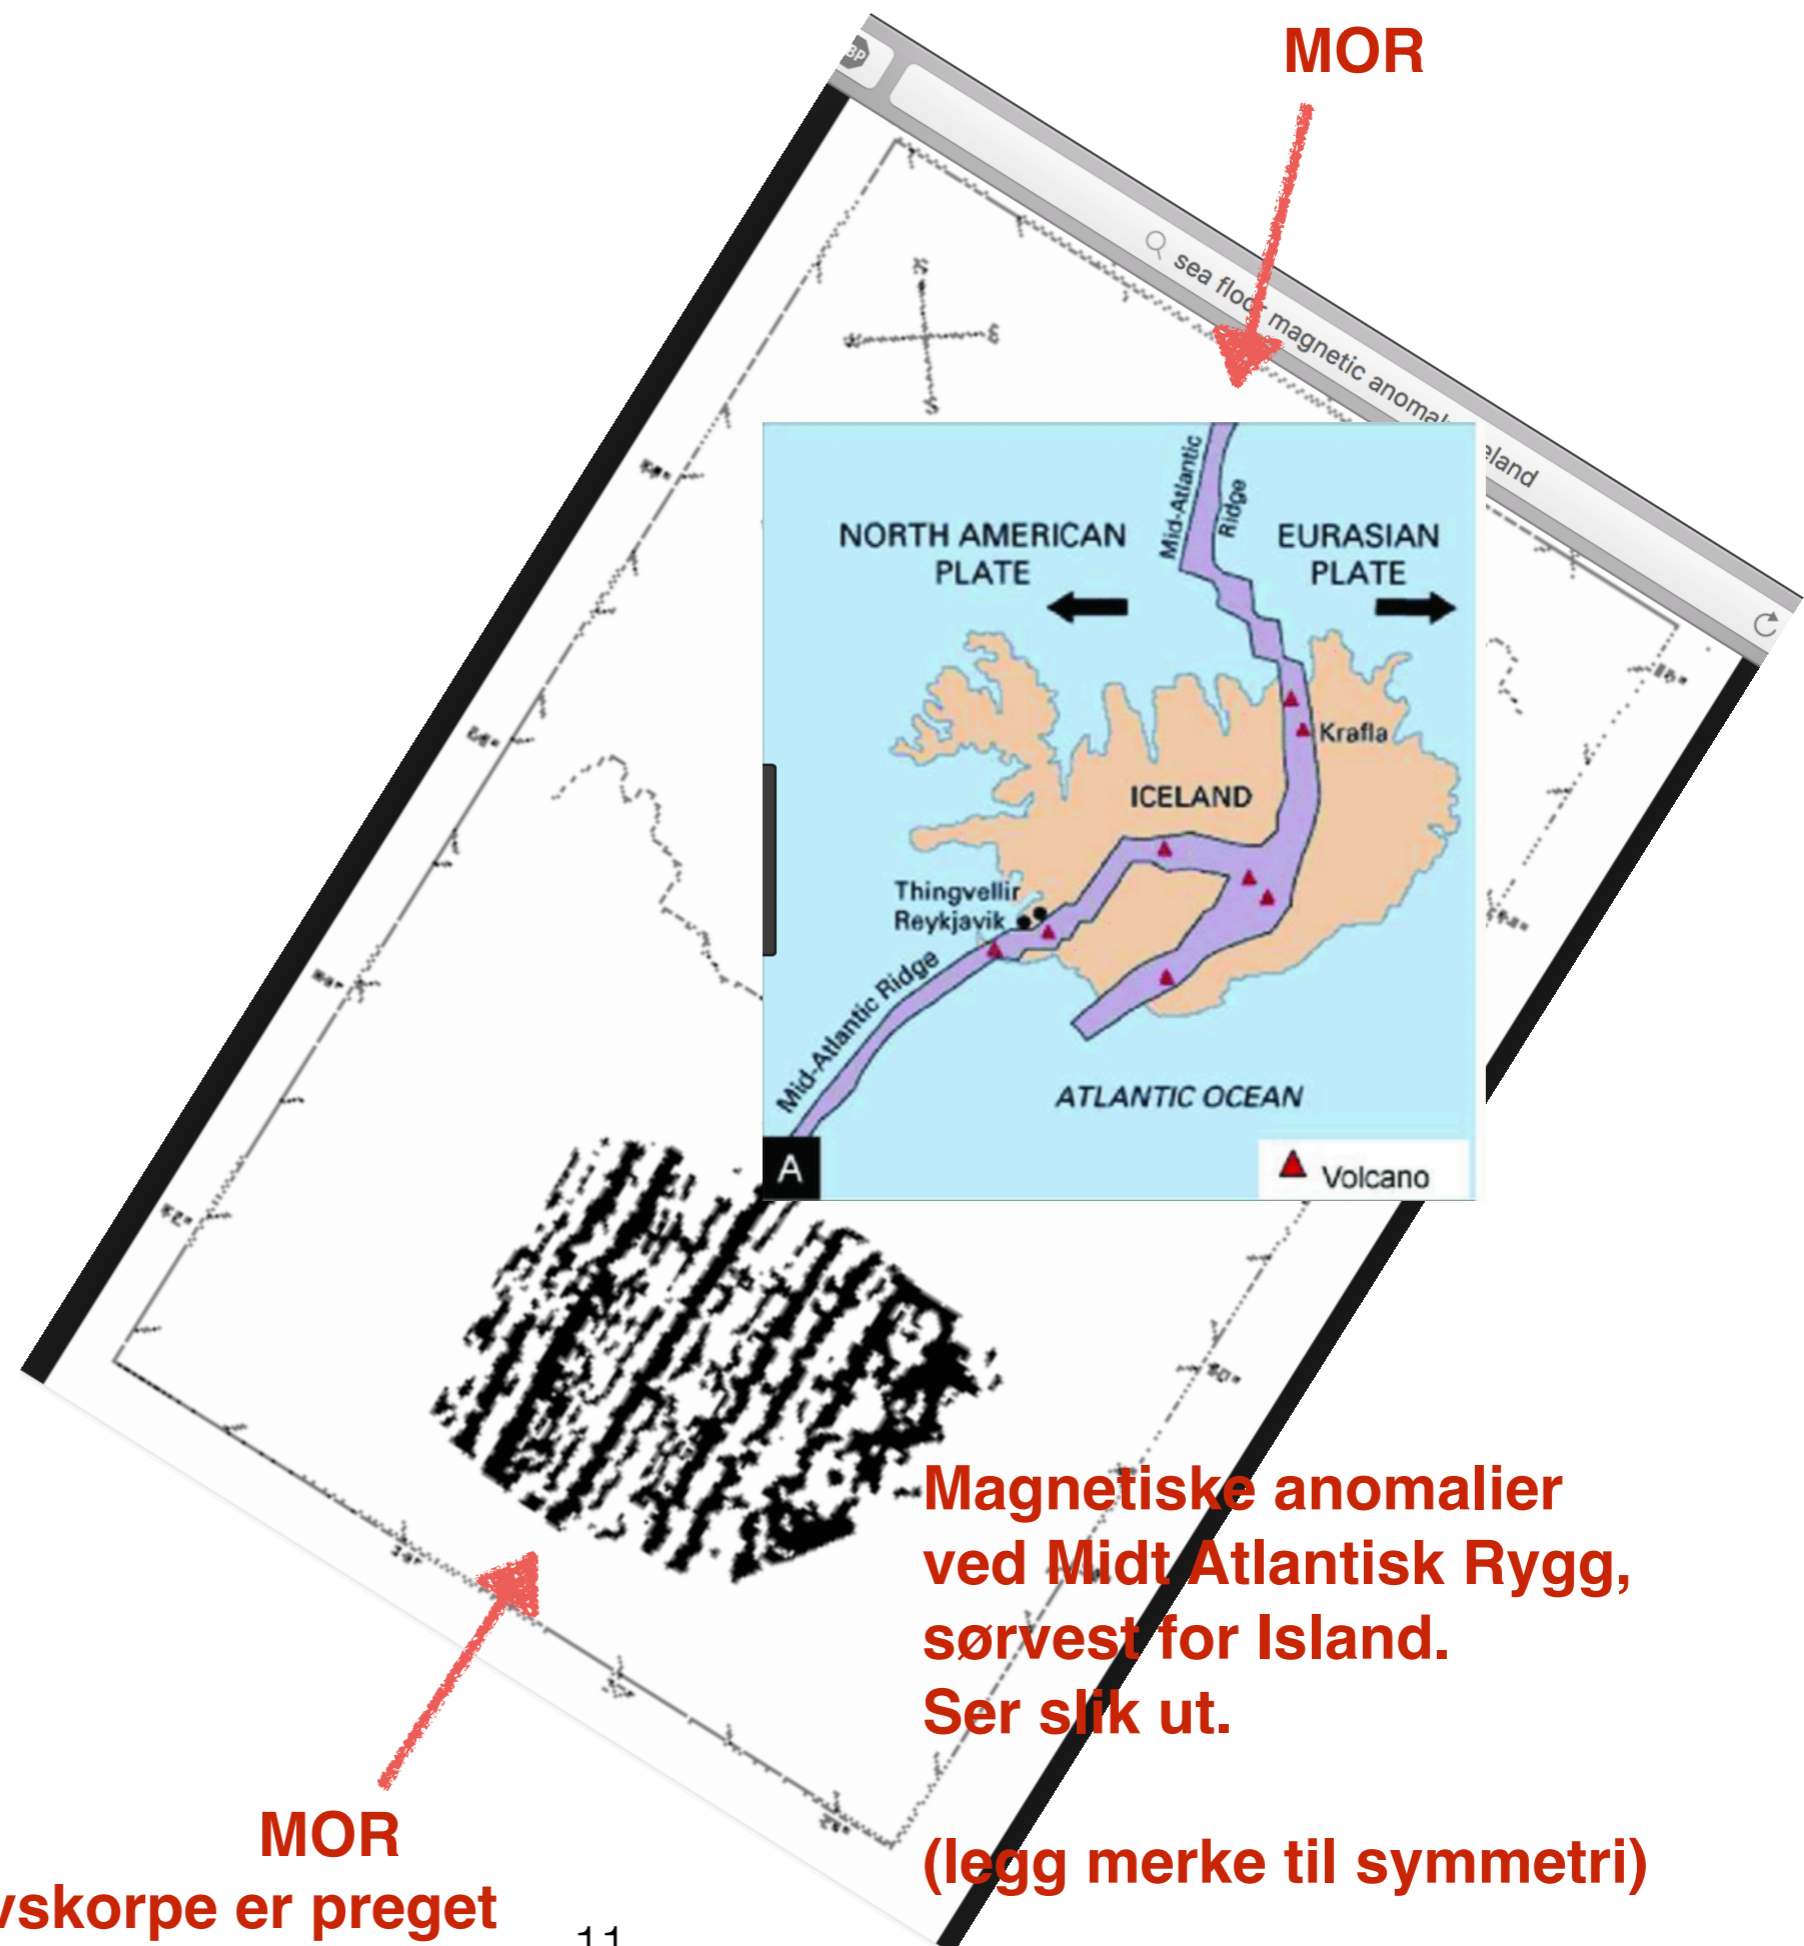 MOR
BP
sea floor magnetic anomal
eland
Mid-Atlantic
Ridge
NORTH AMERICAN
PLATE
EURASIAN
PLATE
Krafla
ICELAND
Thingvellir
Reykjavik
Mid-Atlantic Ridge
ATLANTIC OCEAN
A
Volcano
Magnetiske anomalier
ved Midt Atlantisk Rygg,
sørvest for Island.
Ser slik ut.
(legg merke til symmetri)
MOR
vskorpe er preget
11